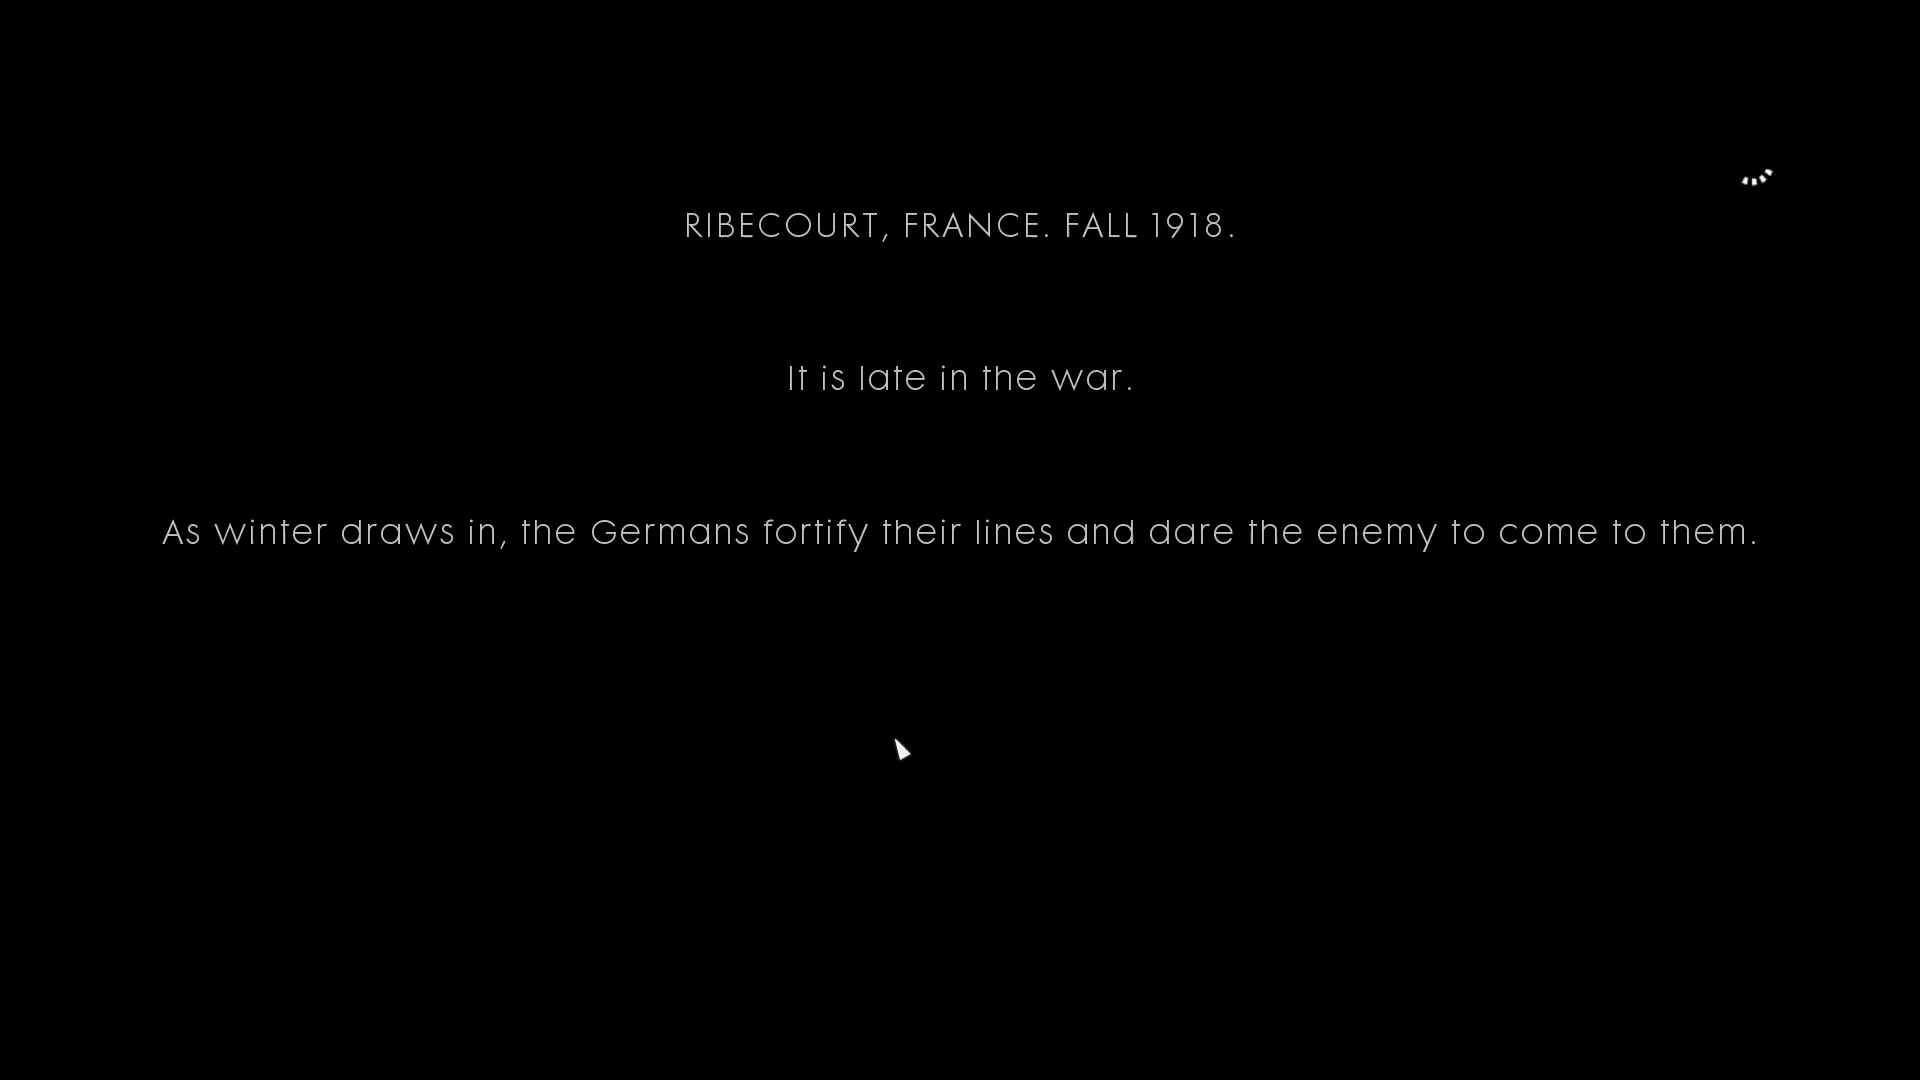 RIBECOURT, FRANCE. FALL 1918.
It is late in the war.
As winter draws in, the Germans fortify their lines and dare the enemy to come to them.